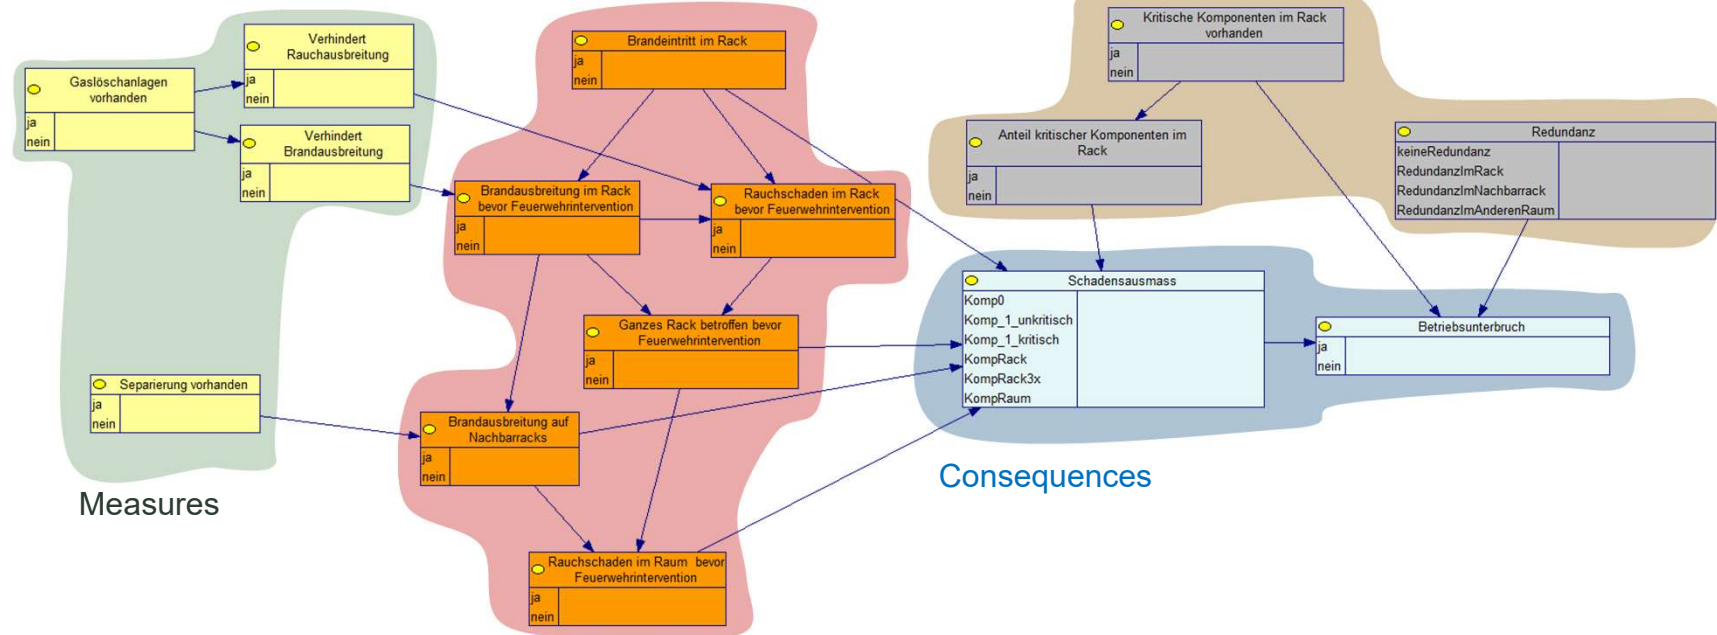 Gaslöschanlagen
vorhanden
ja
nein
Verhindert
Rauchausbreitung
ja
nein
Verhindert
Brandausbreitung
ja
nein
Separierung vorhanden
ja
nein
Measures
Brandeintritt im Rack
ja
nein
Brandausbreitung im Rack
bevor Feuerwehrintervention
ja
nein
Rauchschaden im Rack
bevor Feuerwehrintervention
ja
nein
Ganzes Rack betroffen bevor
Feuerwehrintervention
ja
nein
Brandausbreitung auf
Nachbarracks
ja
nein
Rauchschaden im Raum bevor
Feuerwehrintervention
ja
nein
Kritische Komponenten im Rack
vorhanden
ja
nein
Anteil kritischer Komponenten im
Rack
ja
nein
Redundanz
keineRedundanz
RedundanzImRack
RedundanzImNachbarrack
RedundanzImAnderenRaum
Schadensausmass
Komp0
Komp_1_unkritisch
Komp_1_kritisch
KompRack
KompRack3x
KompRaum
Betriebsunterbruch
ja
nein
Consequences